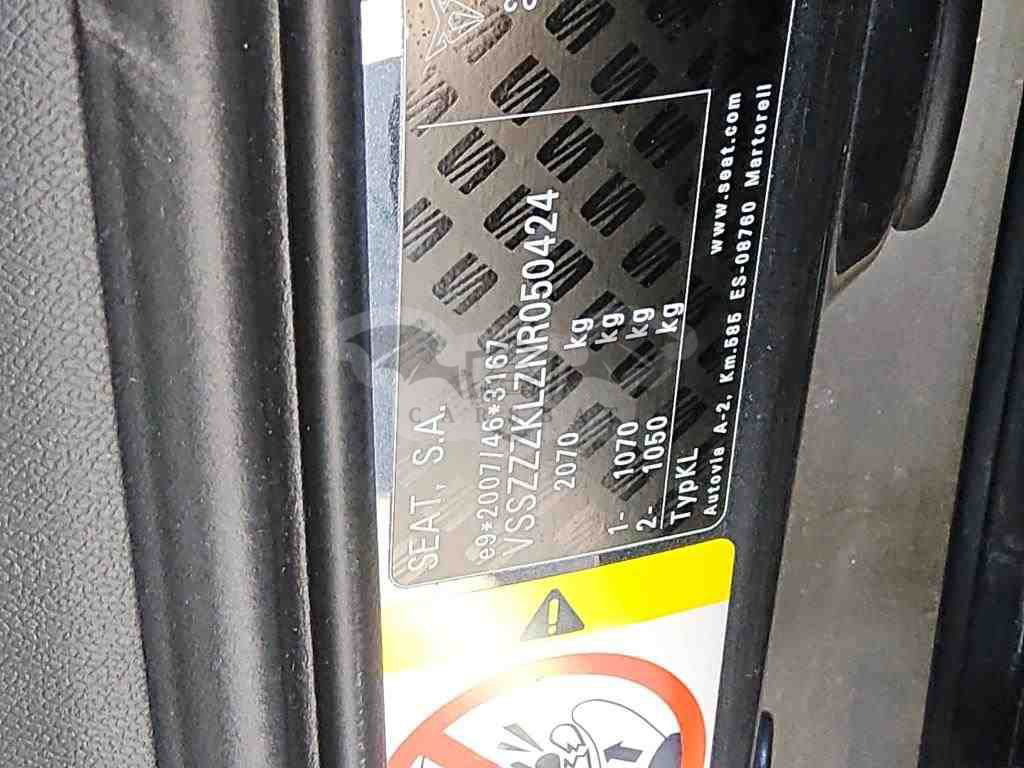 SEAT, S.A.
e9*2007/46*3167
VSSZZZKLZNR050424
2070 kg
kg
1- 1070 kg
2- 1050 kg
TypKL
www.seat.com
Autovia A-2, Km.585 ES-08760 Martorell